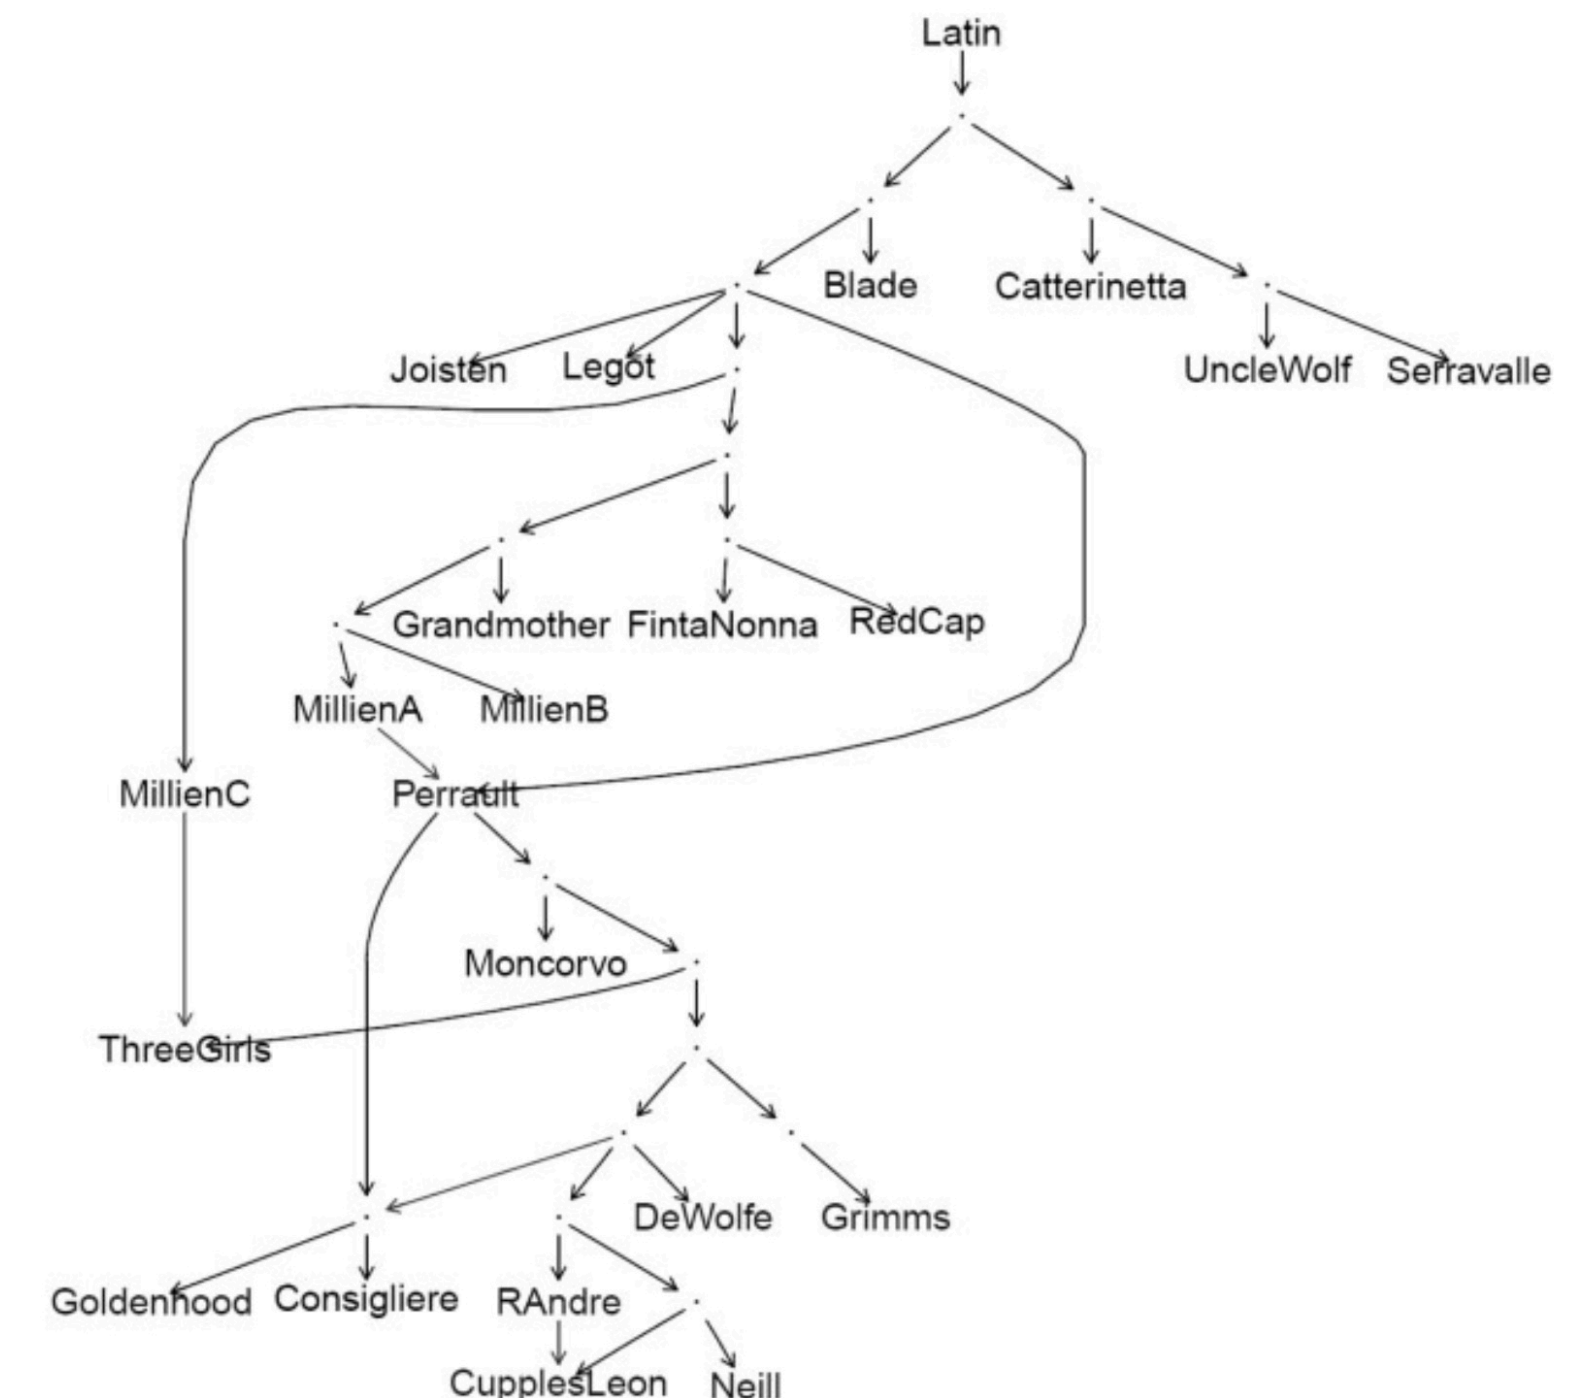 Latin
Blade Catterinetta
Joisten Legot UncleWolf Serravalle
Grandmother FintaNonna RedCap
MillienA MillienB
MillienC Perrault
Moncorvo
ThreeGirls
DeWolfe Grimms
Goldenhood Consigliere RAndre
CupplesLeon Neill